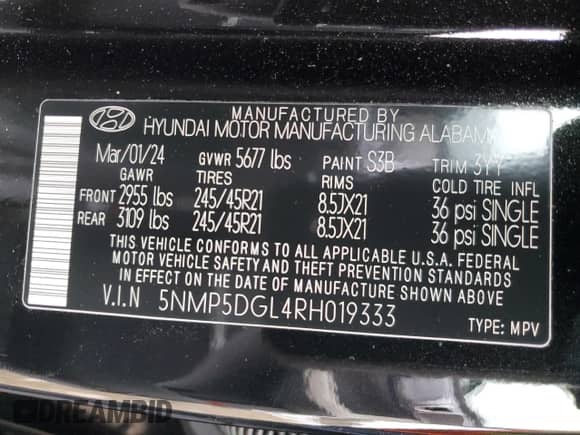 MANUFACTURED BY
HYUNDAI MOTOR MANUFACTURING ALABAMA
Mar/01/24 GVWR 5677 lbs PAINT S3B TRIM 3YY
GAWR TIRES RIMS COLD TIRE INFL
FRONT 2955 lbs 245/45R21 8.5JX21 36 psi SINGLE
REAR 3109 lbs 245/45R21 8.5JX21 36 psi SINGLE
THIS VEHICLE CONFORMS TO ALL APPLICABLE U.S.A. FEDERAL
MOTOR VEHICLE SAFETY AND THEFT PREVENTION STANDARDS
IN EFFECT ON THE DATE OF MANUFACTURE SHOWN ABOVE.
V.I.N 5NMP5DGL4RH019333
TYPE: MPV
DREAMBID